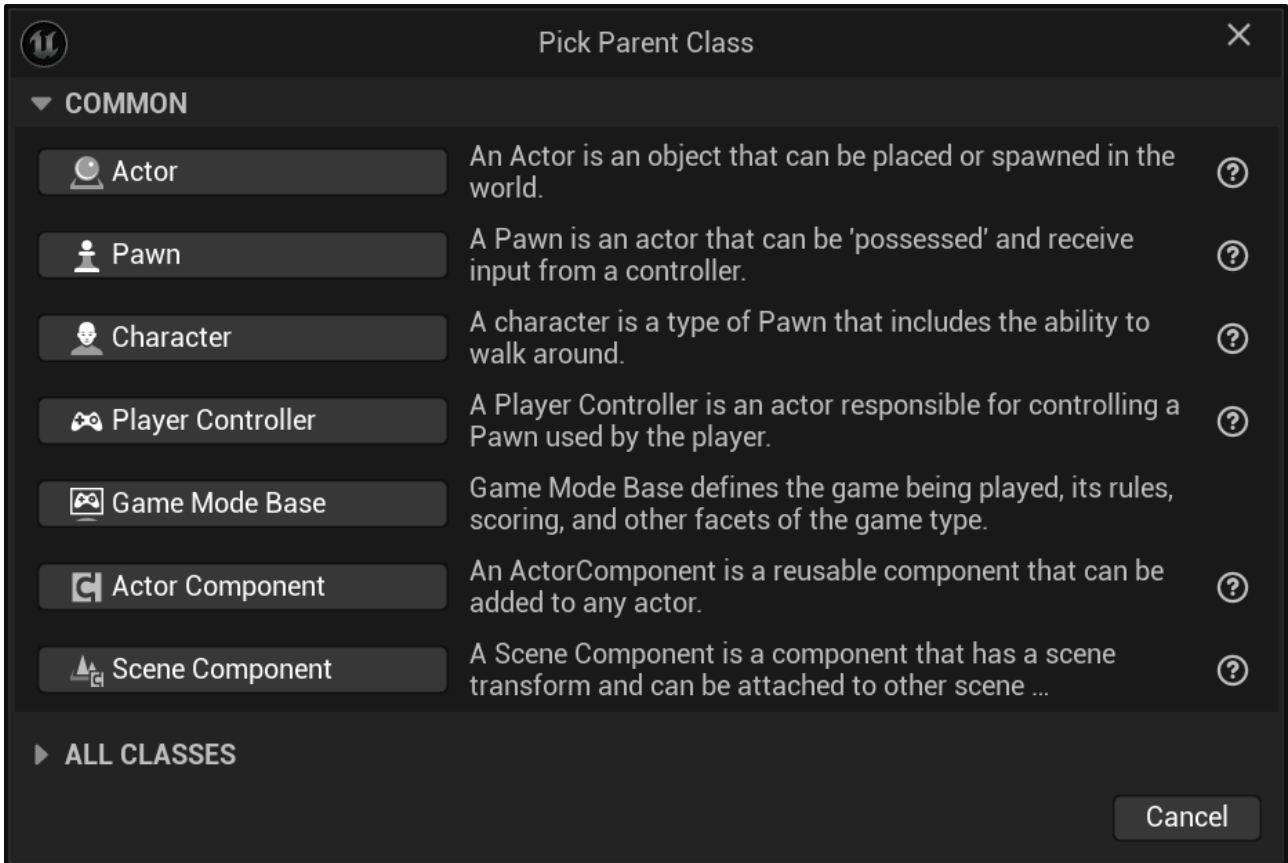 Pick Parent Class
COMMON
Actor
An Actor is an object that can be placed or spawned in the
world.
Pawn
A Pawn is an actor that can be 'possessed' and receive
input from a controller.
Character
A character is a type of Pawn that includes the ability to
walk around.
Player Controller
A Player Controller is an actor responsible for controlling a
Pawn used by the player.
Game Mode Base
Game Mode Base defines the game being played, its rules,
scoring, and other facets of the game type.
Actor Component
An ActorComponent is a reusable component that can be
added to any actor.
Scene Component
A Scene Component is a component that has a scene
transform and can be attached to other scene ...
ALL CLASSES
Cancel